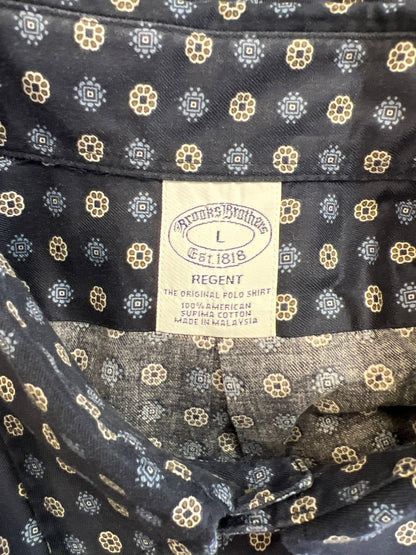 Brooks Brothers
L
Est. 1818
REGENT
THE ORIGINAL POLO SHIRT
100% AMERICAN
SUPIMA COTTON
MADE IN MALAYSIA